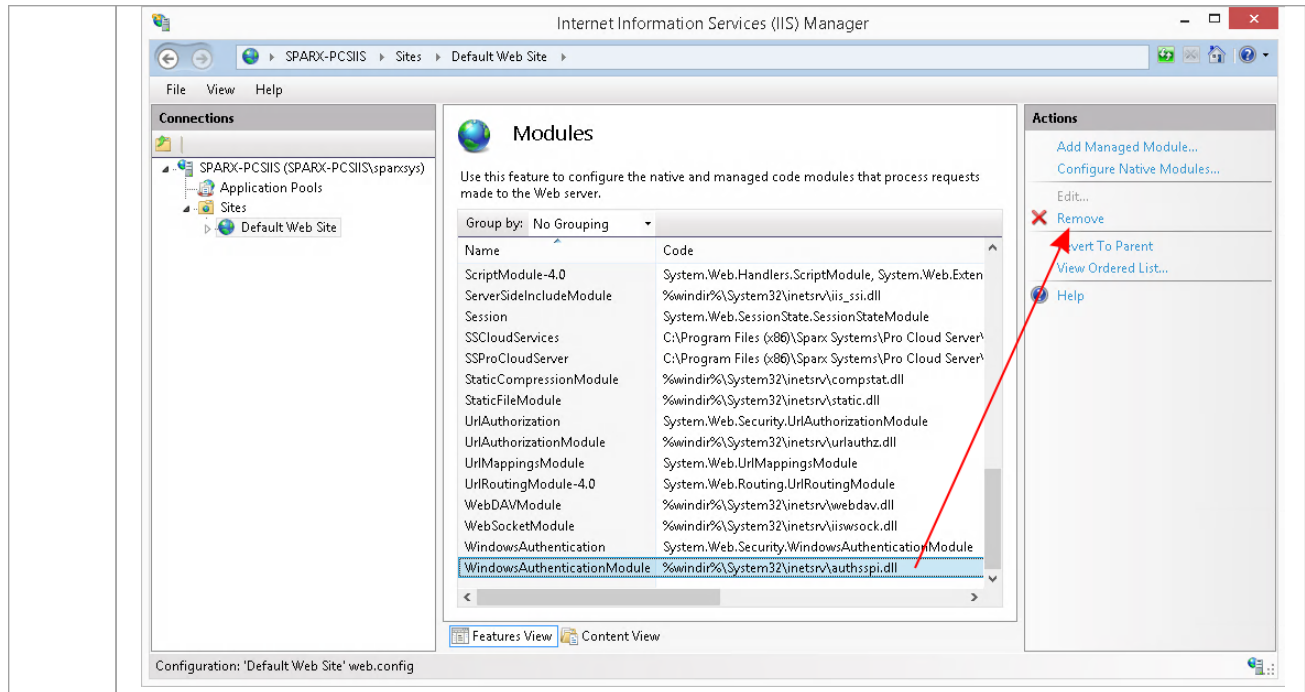 Internet Information Services (IIS) Manager
SPARX-PCSIIS Sites Default Web Site
File View Help
Connections
SPARX-PCSIIS (SPARX-PCSIIS\sparxsys)
Application Pools
Sites
Default Web Site
Modules
Use this feature to configure the native and managed code modules that process requests
made to the Web server.
Group by: No Grouping
Name Code
ScriptModule-4.0 System.Web.Handlers.ScriptModule, System.Web.Exten
ServerSideIncludeModule %windir%\System32\inetsrv\iis_ssi.dll
Session System.Web.SessionState.SessionStateModule
SSCloudServices C:\Program Files (x86)\Sparx Systems\Pro Cloud Server\
SSProCloudServer C:\Program Files (x86)\Sparx Systems\Pro Cloud Server\
StaticCompressionModule %windir%\System32\inetsrv\compstat.dll
StaticFileModule %windir%\System32\inetsrv\static.dll
UrlAuthorization System.Web.Security.UrlAuthorizationModule
UrlAuthorizationModule %windir%\System32\inetsrv\urlauthz.dll
UrlMappingsModule System.Web.UrlMappingsModule
UrlRoutingModule-4.0 System.Web.Routing.UrlRoutingModule
WebDAVModule %windir%\System32\inetsrv\webdav.dll
WebSocketModule %windir%\System32\inetsrv\iiswsock.dll
WindowsAuthentication System.Web.Security.WindowsAuthenticationModule
WindowsAuthenticationModule %windir%\System32\inetsrv\authsspi.dll
Features View Content View
Actions
Add Managed Module...
Configure Native Modules...
Edit...
Remove
Revert To Parent
View Ordered List...
Help
Configuration: 'Default Web Site' web.config